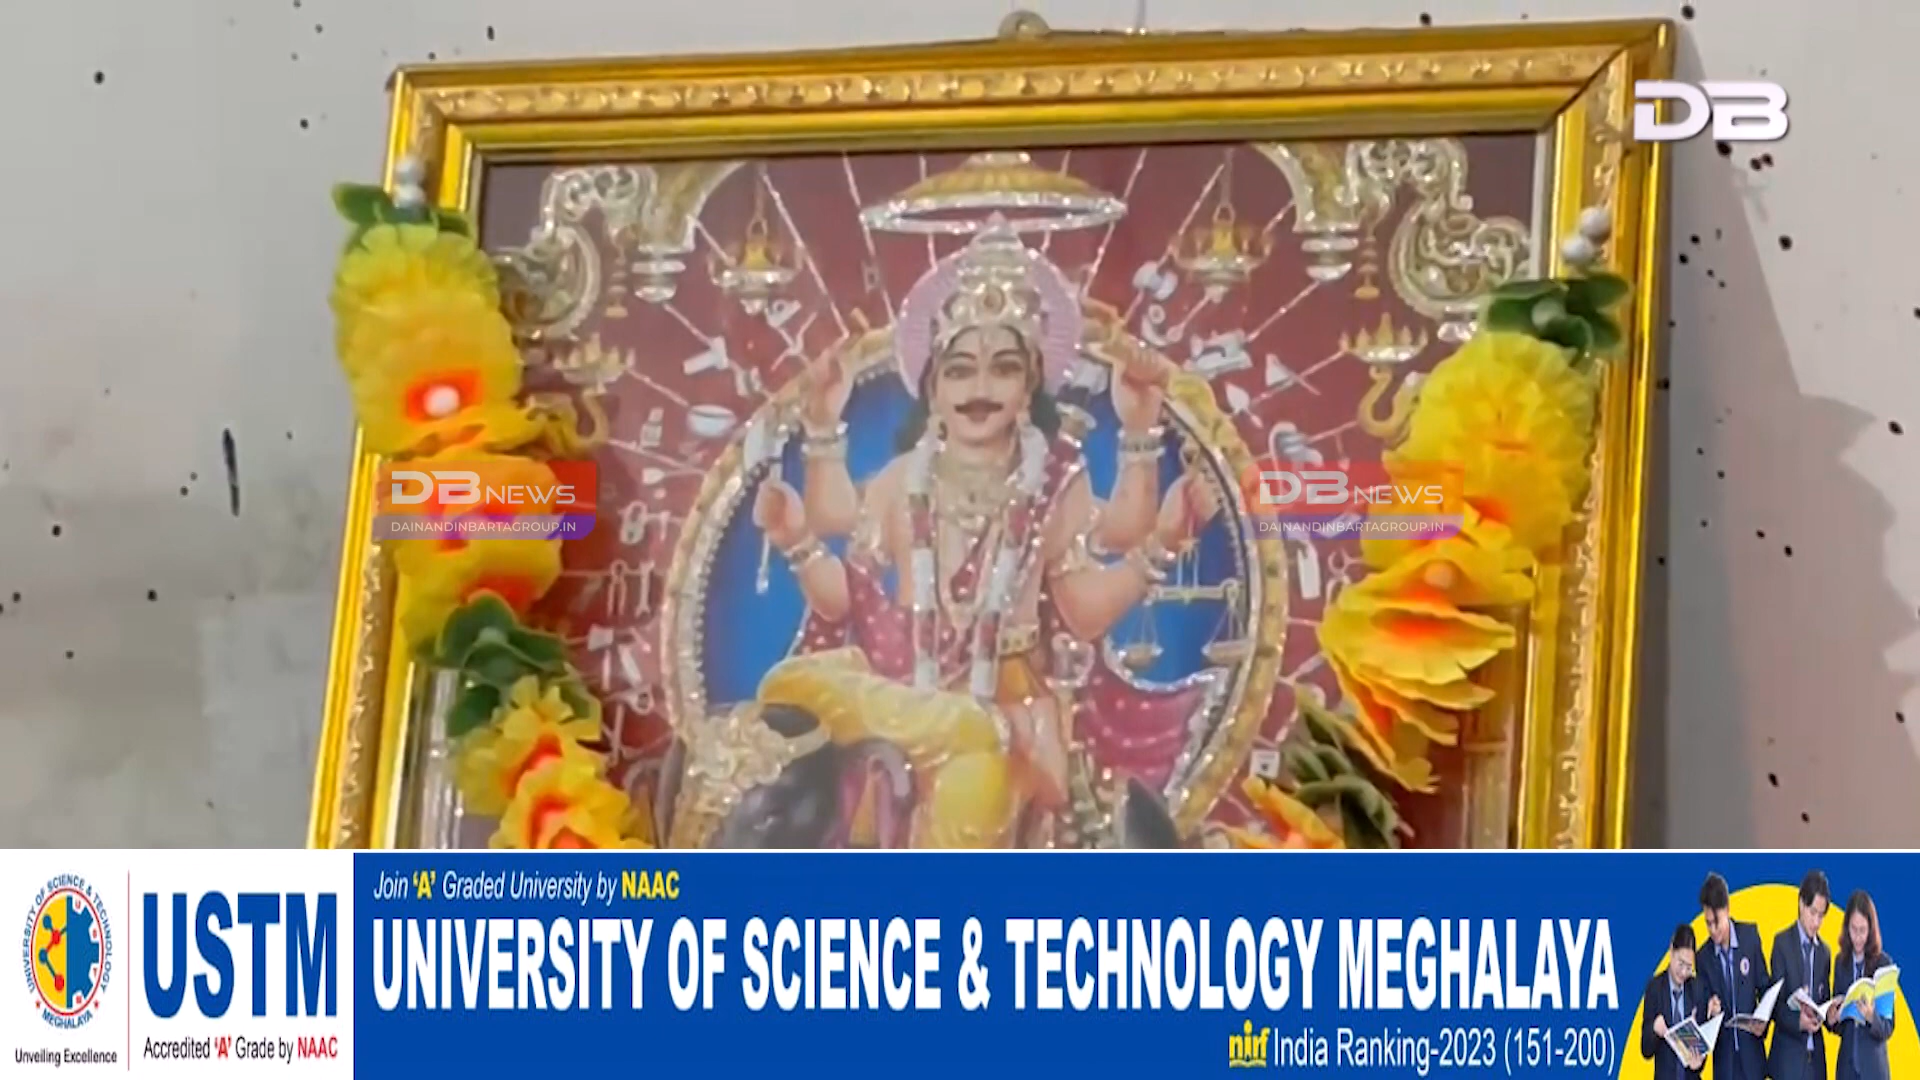 DB
DB NEWS
DAINANDINBARTAGROUP.IN
DB NEWS
DAINANDINBARTAGROUP.IN
UNIVERSITY OF SCIENCE & TECHNOLOGY
MEGHALAYA
Unveiling Excellence
USTM
Accredited 'A' Grade by NAAC
Join 'A' Graded University by NAAC
UNIVERSITY OF SCIENCE & TECHNOLOGY MEGHALAYA
nirf India Ranking-2023 (151-200)